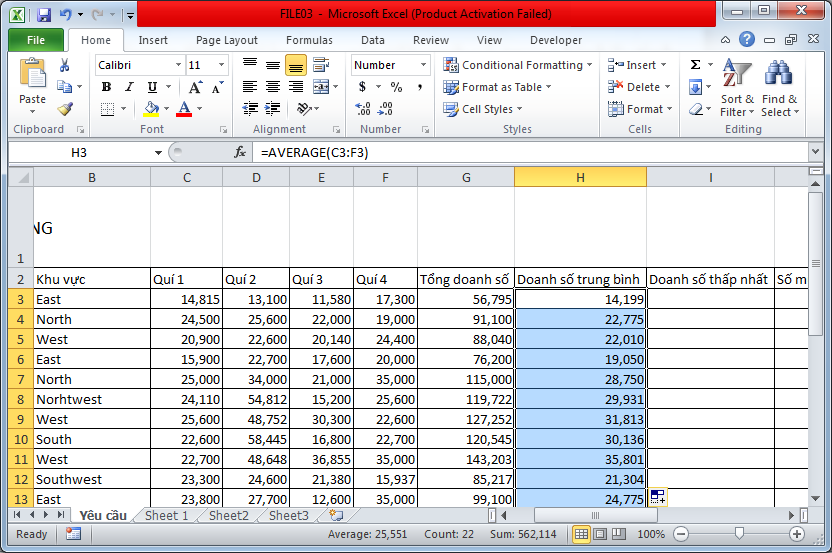 FILE03 - Microsoft Excel (Product Activation Failed)
File Home Insert Page Layout Formulas Data Review View Developer
Calibri 11 Number Conditional Formatting Insert
Paste B I U $ % , Format as Table Delete Sort & Filter Find & Select
Cell Styles Format
Clipboard Font Alignment Number Styles Cells Editing
H3 fx =AVERAGE(C3:F3)
B C D E F G H I
1 NG
2 Khu vực Quí 1 Quí 2 Quí 3 Quí 4 Tổng doanh số Doanh số trung bình Doanh số thấp nhất Số m
3 East 14,815 13,100 11,580 17,300 56,795 14,199
4 North 24,500 25,600 22,000 19,000 91,100 22,775
5 West 20,900 22,600 20,140 24,400 88,040 22,010
6 East 15,900 22,700 17,600 20,000 76,200 19,050
7 North 25,000 34,000 21,000 35,000 115,000 28,750
8 Norhtwest 24,110 54,812 15,200 25,600 119,722 29,931
9 West 25,600 48,752 30,300 22,600 127,252 31,813
10 South 22,600 58,445 16,800 22,700 120,545 30,136
11 West 22,700 48,648 36,855 35,000 143,203 35,801
12 Southwest 23,300 24,600 21,380 15,937 85,217 21,304
13 East 23,800 27,700 12,600 35,000 99,100 24,775
Yêu cầu Sheet 1 Sheet2 Sheet3
Ready Average: 25,551 Count: 22 Sum: 562,114 100%